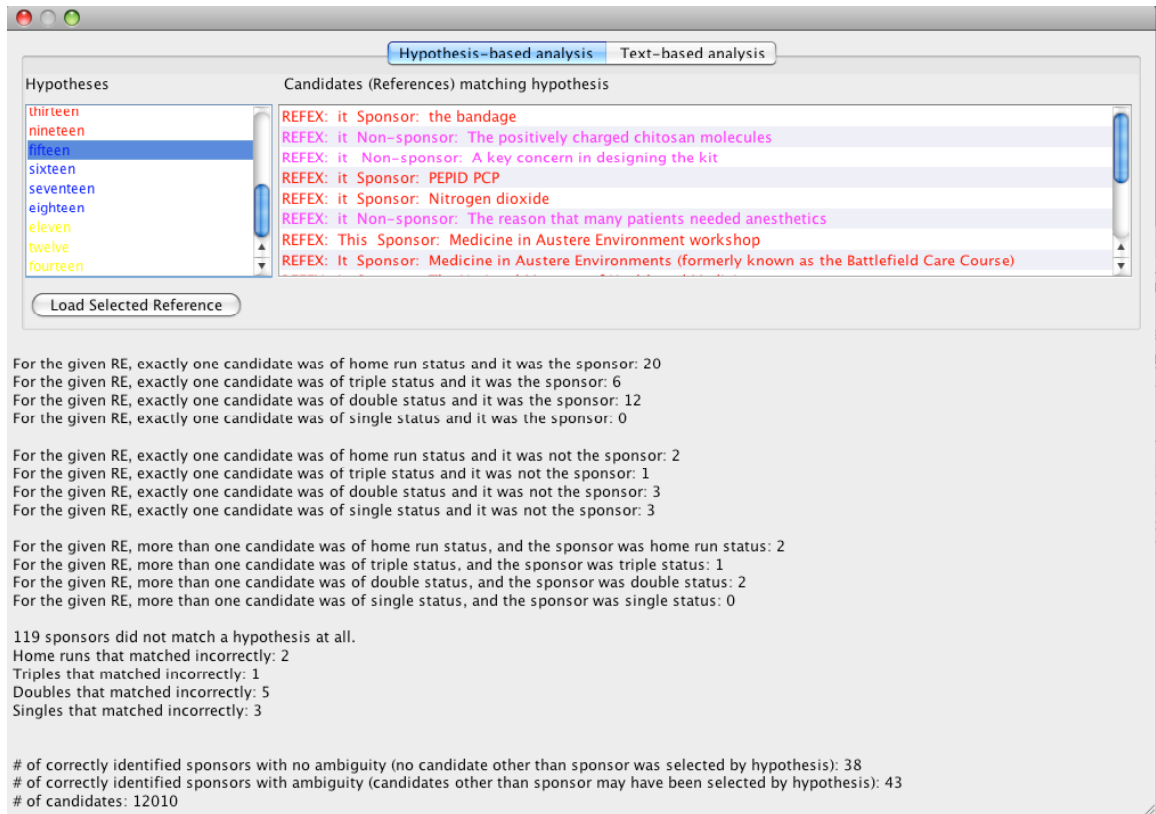 Hypothesis-based analysis Text-based analysis
Hypotheses
Candidates (References) matching hypothesis
thirteen
nineteen
fifteen
sixteen
seventeen
eighteen
eleven
twelve
fourteen
REFEX: it Sponsor: the bandage
REFEX: it Non-sponsor: The positively charged chitosan molecules
REFEX: it Non-sponsor: A key concern in designing the kit
REFEX: it Sponsor: PEPID PCP
REFEX: it Sponsor: Nitrogen dioxide
REFEX: it Non-sponsor: The reason that many patients needed anesthetics
REFEX: This Sponsor: Medicine in Austere Environment workshop
REFEX: It Sponsor: Medicine in Austere Environments (formerly known as the Battlefield Care Course)
Load Selected Reference
For the given RE, exactly one candidate was of home run status and it was the sponsor: 20
For the given RE, exactly one candidate was of triple status and it was the sponsor: 6
For the given RE, exactly one candidate was of double status and it was the sponsor: 12
For the given RE, exactly one candidate was of single status and it was the sponsor: 0
For the given RE, exactly one candidate was of home run status and it was not the sponsor: 2
For the given RE, exactly one candidate was of triple status and it was not the sponsor: 1
For the given RE, exactly one candidate was of double status and it was not the sponsor: 3
For the given RE, exactly one candidate was of single status and it was not the sponsor: 3
For the given RE, more than one candidate was of home run status, and the sponsor was home run status: 2
For the given RE, more than one candidate was of triple status, and the sponsor was triple status: 1
For the given RE, more than one candidate was of double status, and the sponsor was double status: 2
For the given RE, more than one candidate was of single status, and the sponsor was single status: 0
119 sponsors did not match a hypothesis at all.
Home runs that matched incorrectly: 2
Triples that matched incorrectly: 1
Doubles that matched incorrectly: 5
Singles that matched incorrectly: 3
# of correctly identified sponsors with no ambiguity (no candidate other than sponsor was selected by hypothesis): 38
# of correctly identified sponsors with ambiguity (candidates other than sponsor may have been selected by hypothesis): 43
# of candidates: 12010